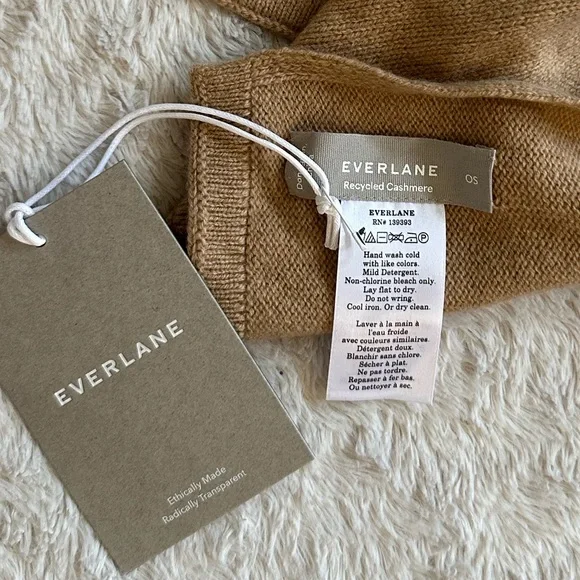 EVERLANE
Recycled Cashmere
OS
EVERLANE
RN# 139393
Hand wash cold
with like colors.
Mild Detergent.
Non-chlorine bleach only.
Lay flat to dry.
Do not wring.
Cool iron. Or dry clean.
Laver à la main à
l'eau froide
avec couleurs similaires.
Détergent doux.
Blanchir sans chlore.
Sécher à plat.
Ne pas tordre.
Repasser à fer bas.
Ou nettoyer à sec.
EVERLANE
Ethically Made
Radically Transparent